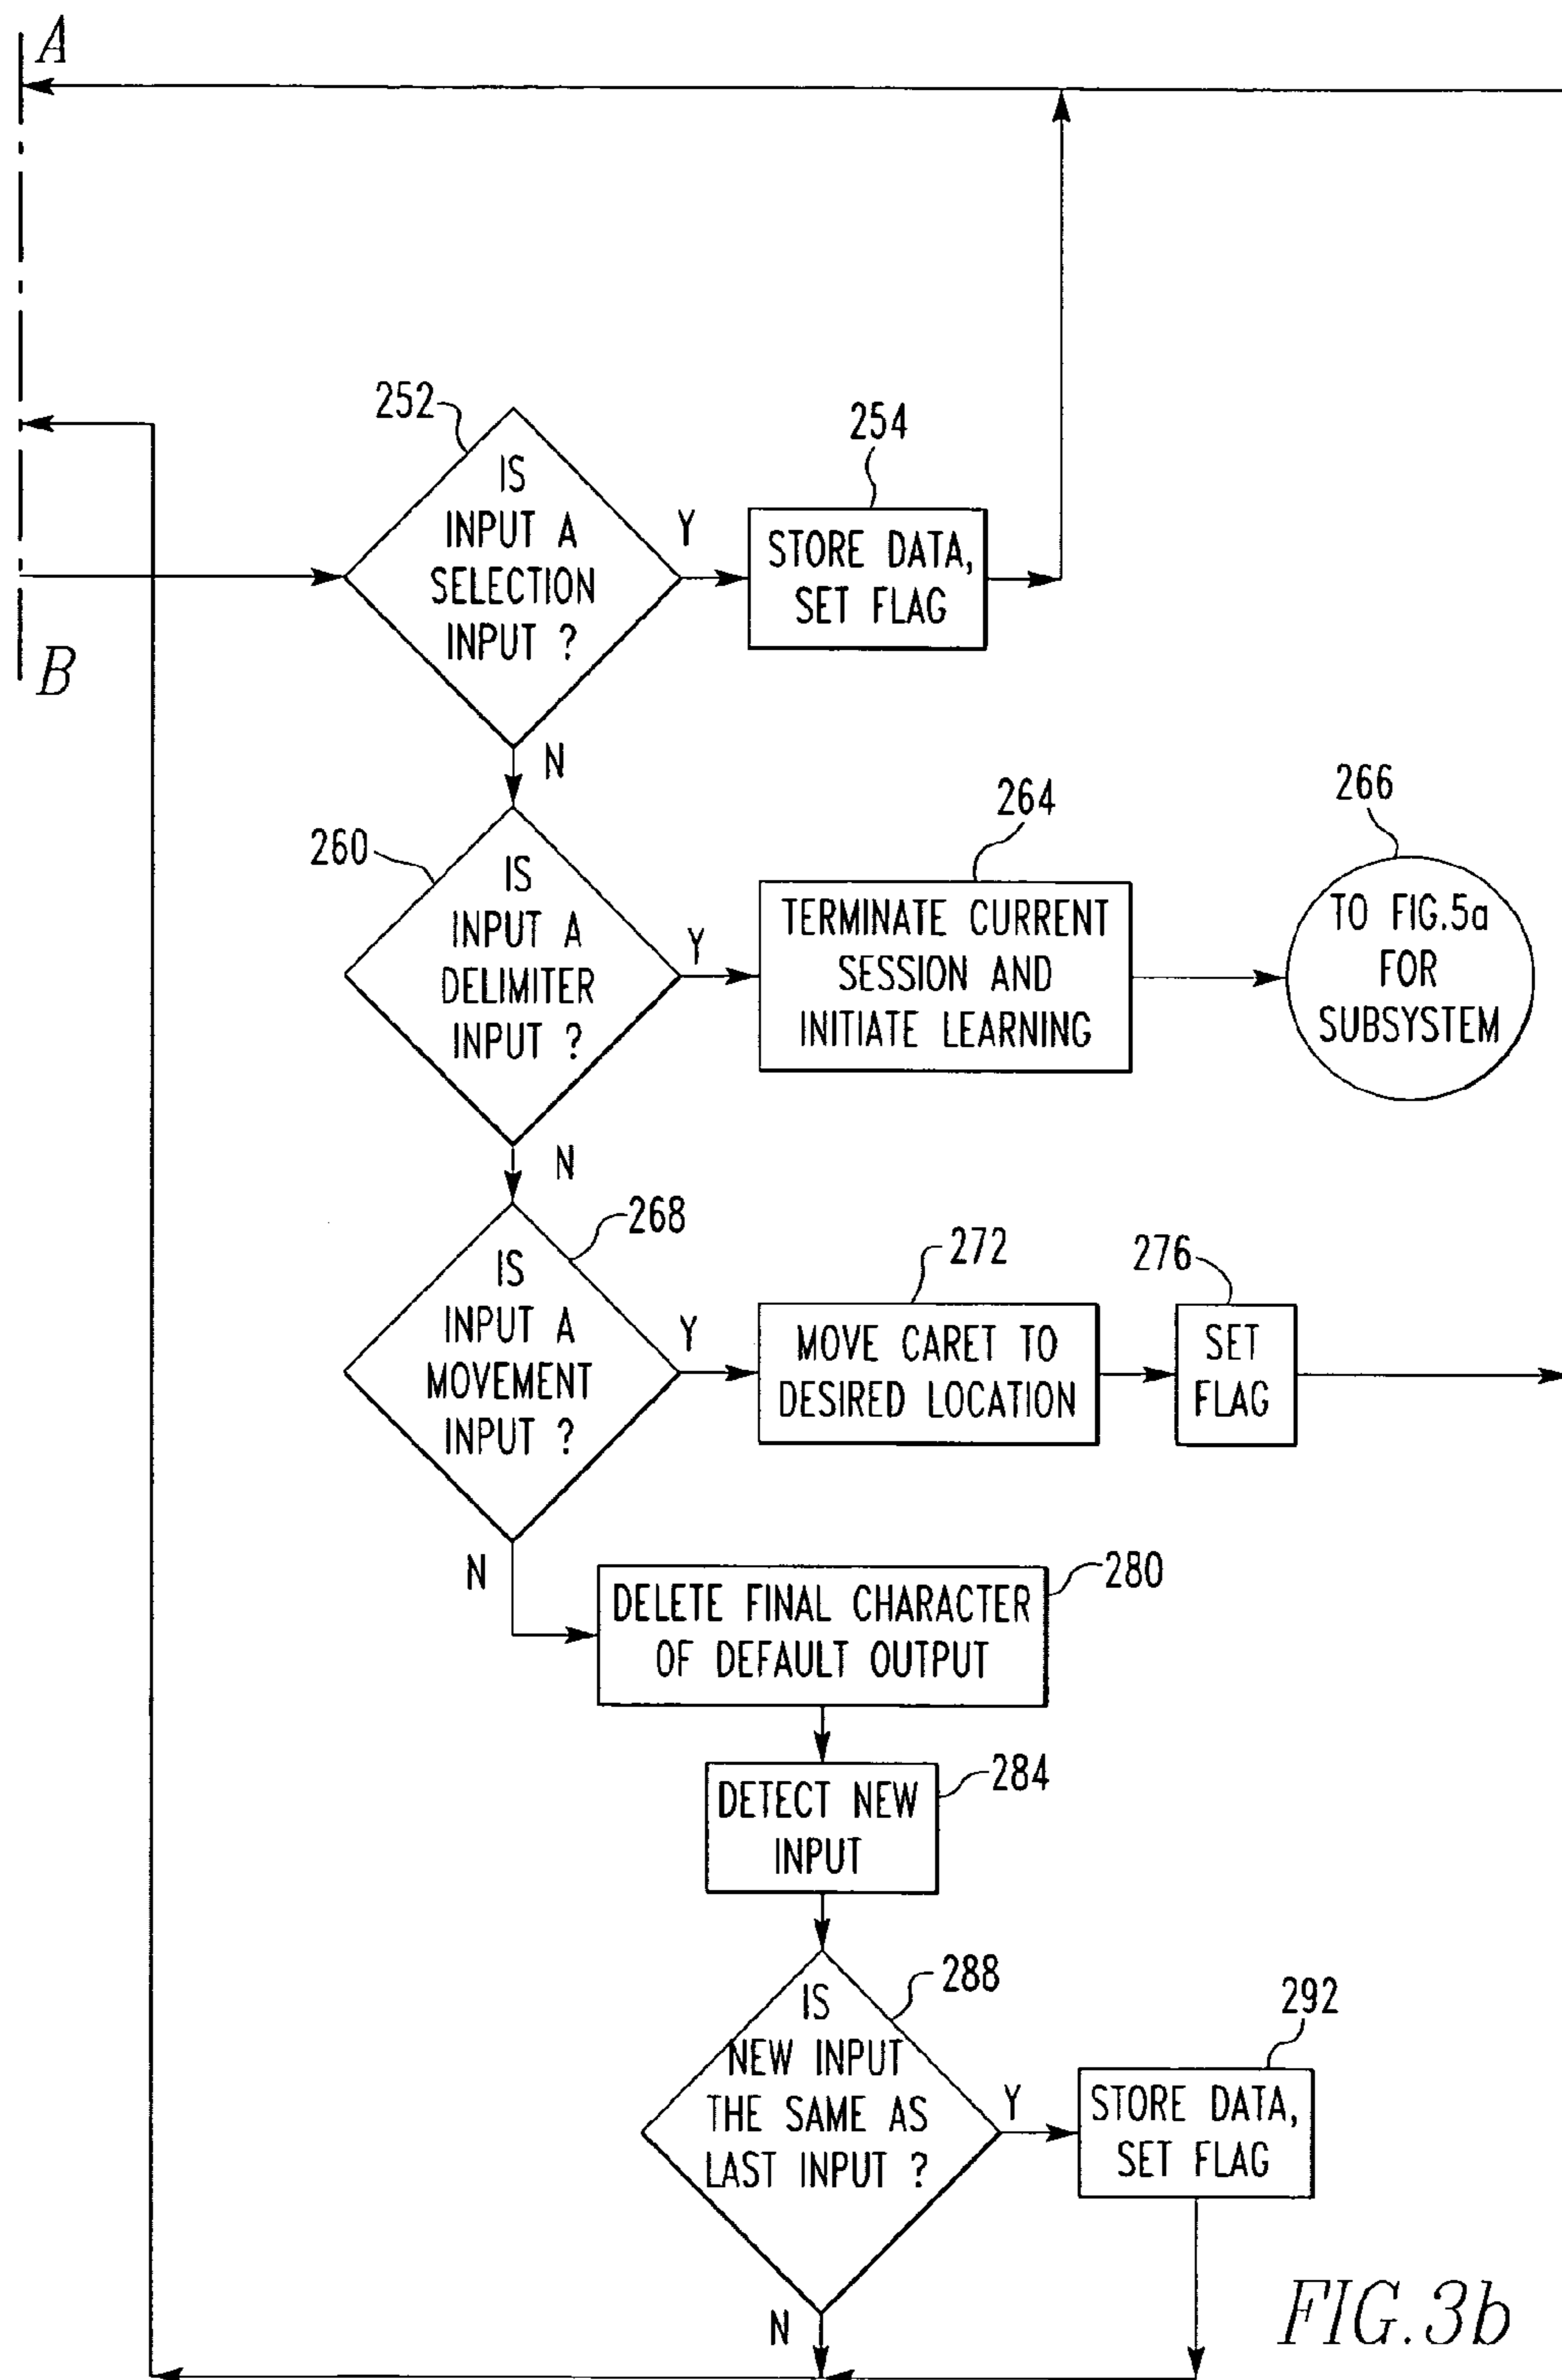 A
252
IS
INPUT A
SELECTION
INPUT ?
Y
254
STORE DATA,
SET FLAG
B
N
260
IS
INPUT A
DELIMITER
INPUT ?
Y
264
TERMINATE CURRENT
SESSION AND
INITIATE LEARNING
266
TO FIG.5a
FOR
SUBSYSTEM
N
268
IS
INPUT A
MOVEMENT
INPUT ?
Y
272
MOVE CARET TO
DESIRED LOCATION
276
SET
FLAG
N
280
DELETE FINAL CHARACTER
OF DEFAULT OUTPUT
284
DETECT NEW
INPUT
288
IS
NEW INPUT
THE SAME AS
LAST INPUT ?
Y
292
STORE DATA,
SET FLAG
N
FIG.3b